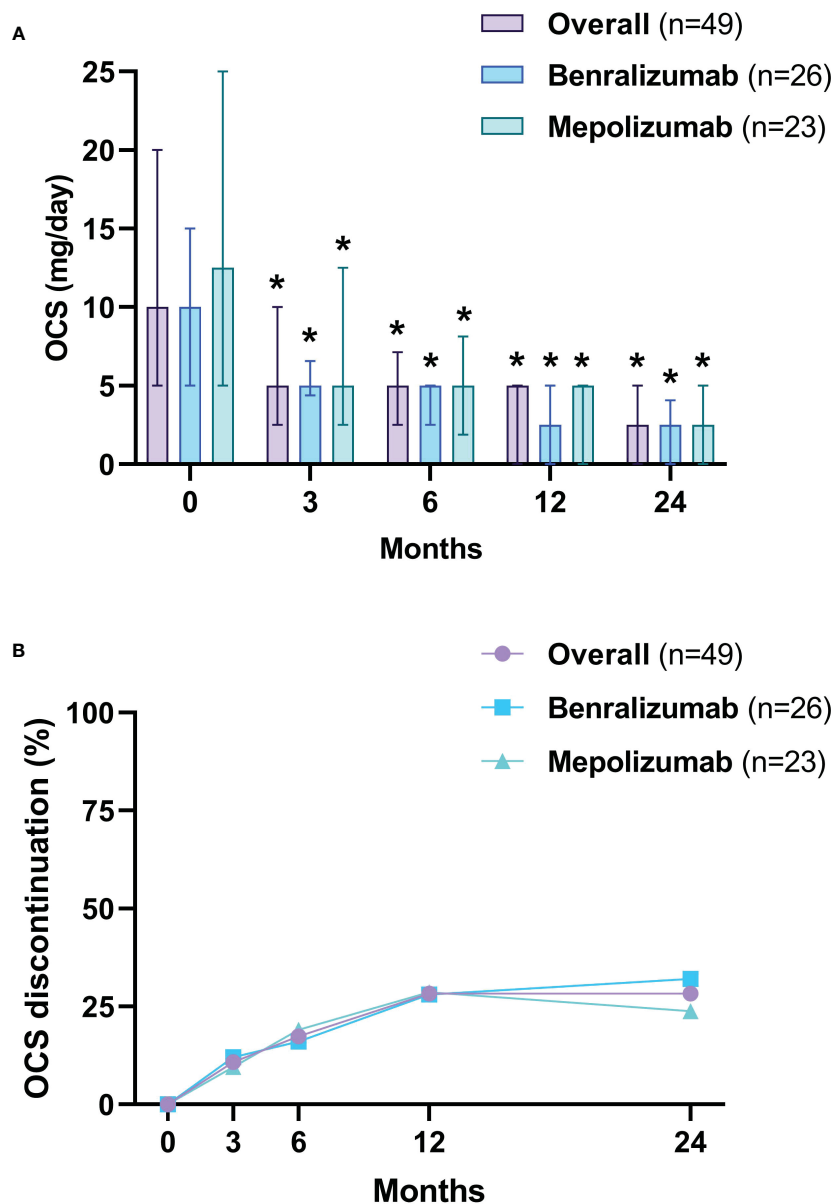 A
Overall (n=49)
Benralizumab (n=26)
Mepolizumab (n=23)
OCS (mg/day)
25
20
15
10
5
0
* * * * * * * * * * * *
0 3 6 12 24
Months
B
Overall (n=49)
Benralizumab (n=26)
Mepolizumab (n=23)
OCS discontinuation (%)
100
75
50
25
0
0 3 6 12 24
Months